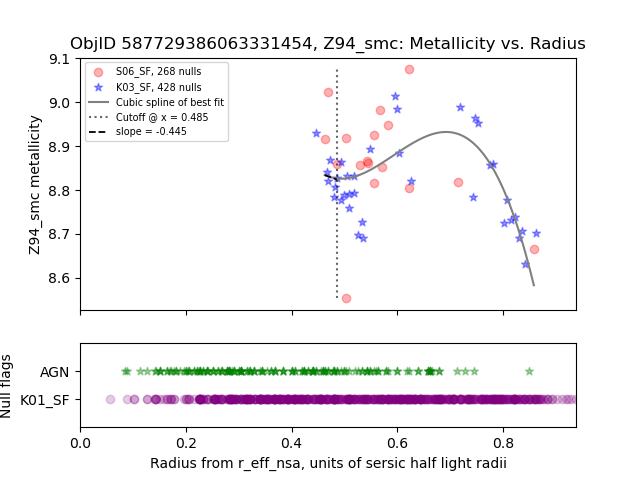 ObjID 587729386063331454, Z94_smc: Metallicity vs. Radius
9.1
9.0
8.9
8.8
8.7
8.6
Z94_smc metallicity
S06_SF, 268 nulls
K03_SF, 428 nulls
Cubic spline of best fit
Cutoff @ x = 0.485
slope = -0.445
Null flags
AGN
K01_SF
0.0 0.2 0.4 0.6 0.8
Radius from r_eff_nsa, units of sersic half light radii